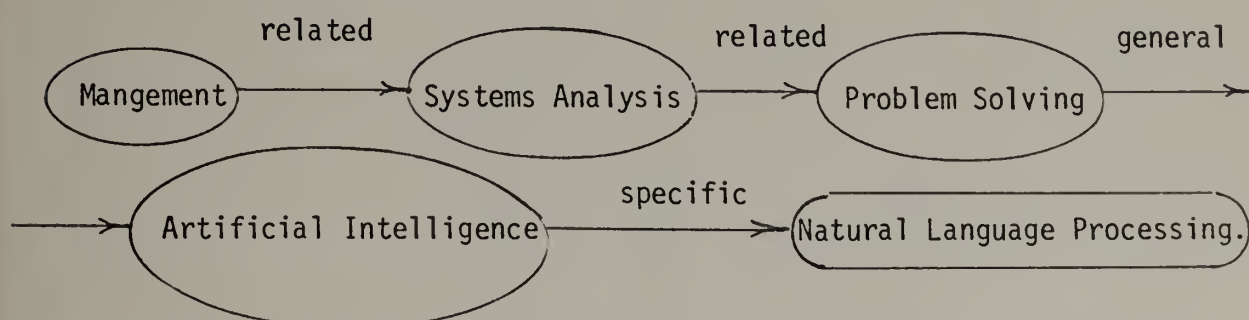 related related general
Mangement Systems Analysis Problem Solving
specific
Artificial Intelligence Natural Language Processing.